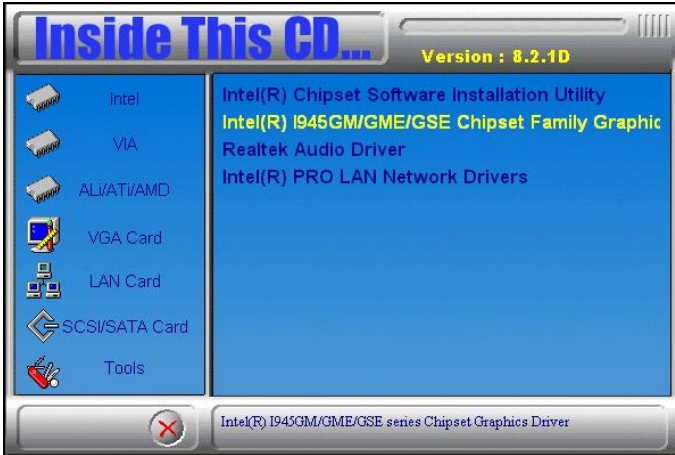 Inside This CD...
Version : 8.2.1D
Intel
VIA
ALi/ATi/AMD
VGA Card
LAN Card
SCSI/SATA Card
Tools
Intel(R) Chipset Software Installation Utility
Intel(R) I945GM/GME/GSE Chipset Family Graphic
Realtek Audio Driver
Intel(R) PRO LAN Network Drivers
Intel(R) I945GM/GME/GSE series Chipset Graphics Driver